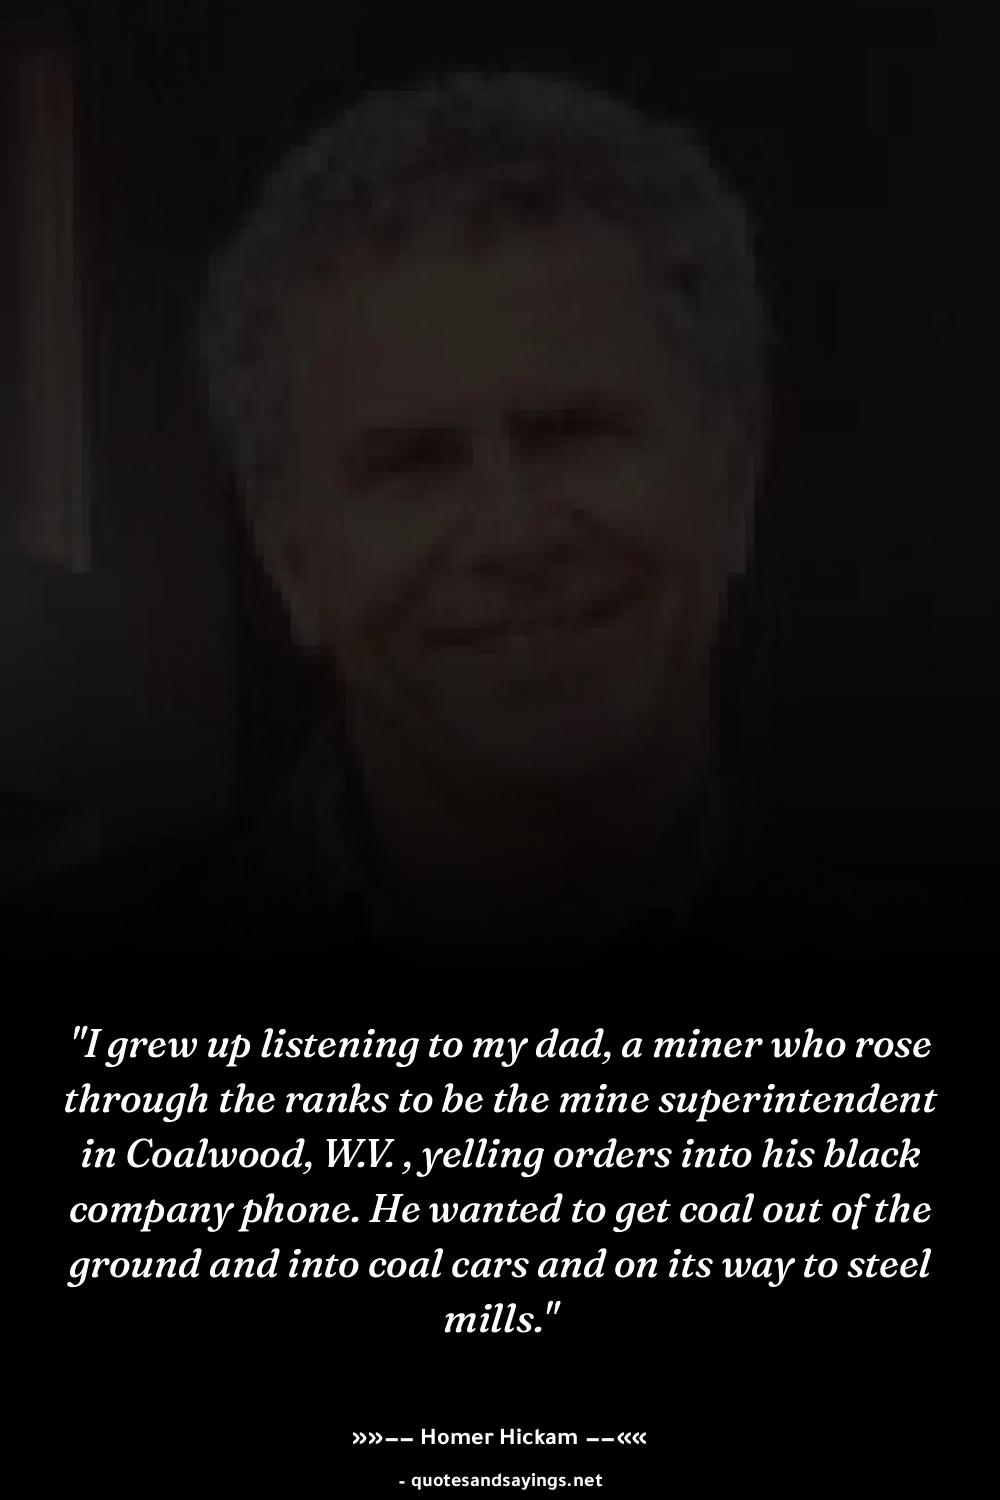 "I grew up listening to my dad, a miner who rose
through the ranks to be the mine superintendent
in Coalwood, W.V. , yelling orders into his black
company phone. He wanted to get coal out of the
ground and into coal cars and on its way to steel
mills."
»»–– Homer Hickam ––««
- quotesandsayings.net